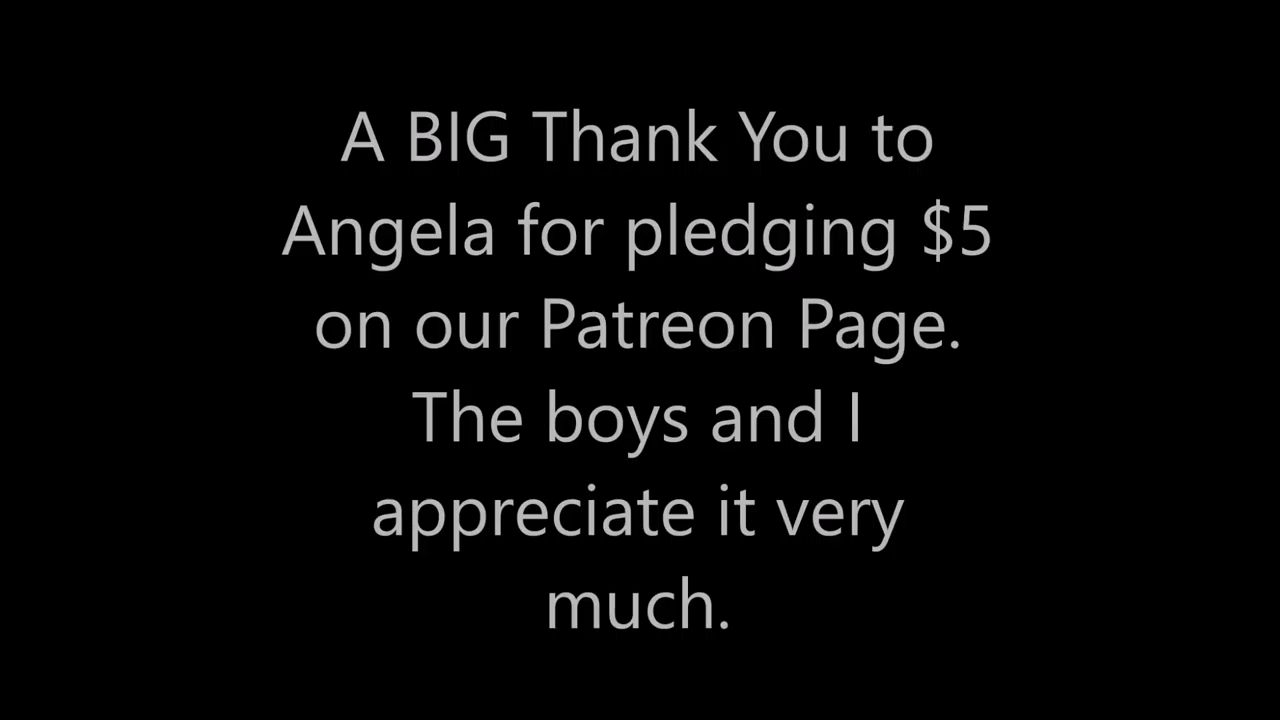 A BIG Thank You to
Angela for pledging $5
on our Patreon Page.
The boys and I
appreciate it very
much.